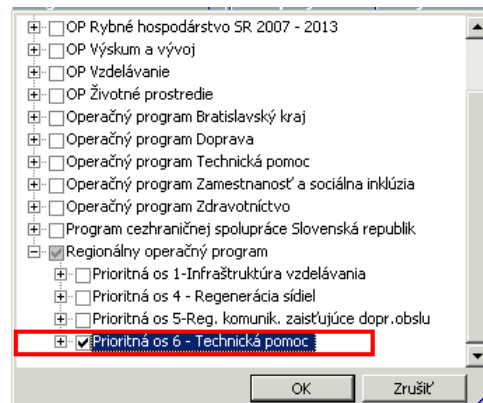 OP Rybné hospodárstvo SR 2007 - 2013
OP Výskum a vývoj
OP Vzdelávanie
OP Životné prostredie
Operačný program Bratislavský kraj
Operačný program Doprava
Operačný program Technická pomoc
Operačný program Zamestnanosť a sociálna inklúzia
Operačný program Zdravotníctvo
Program cezhraničnej spolupráce Slovenská republik
Regionálny operačný program
Prioritná os 1-Infraštruktúra vzdelávania
Prioritná os 4 - Regenerácia sídiel
Prioritná os 5-Reg. komunik. zaisťujúce dopr.obslu
Prioritná os 6 - Technická pomoc
OK Zrušiť